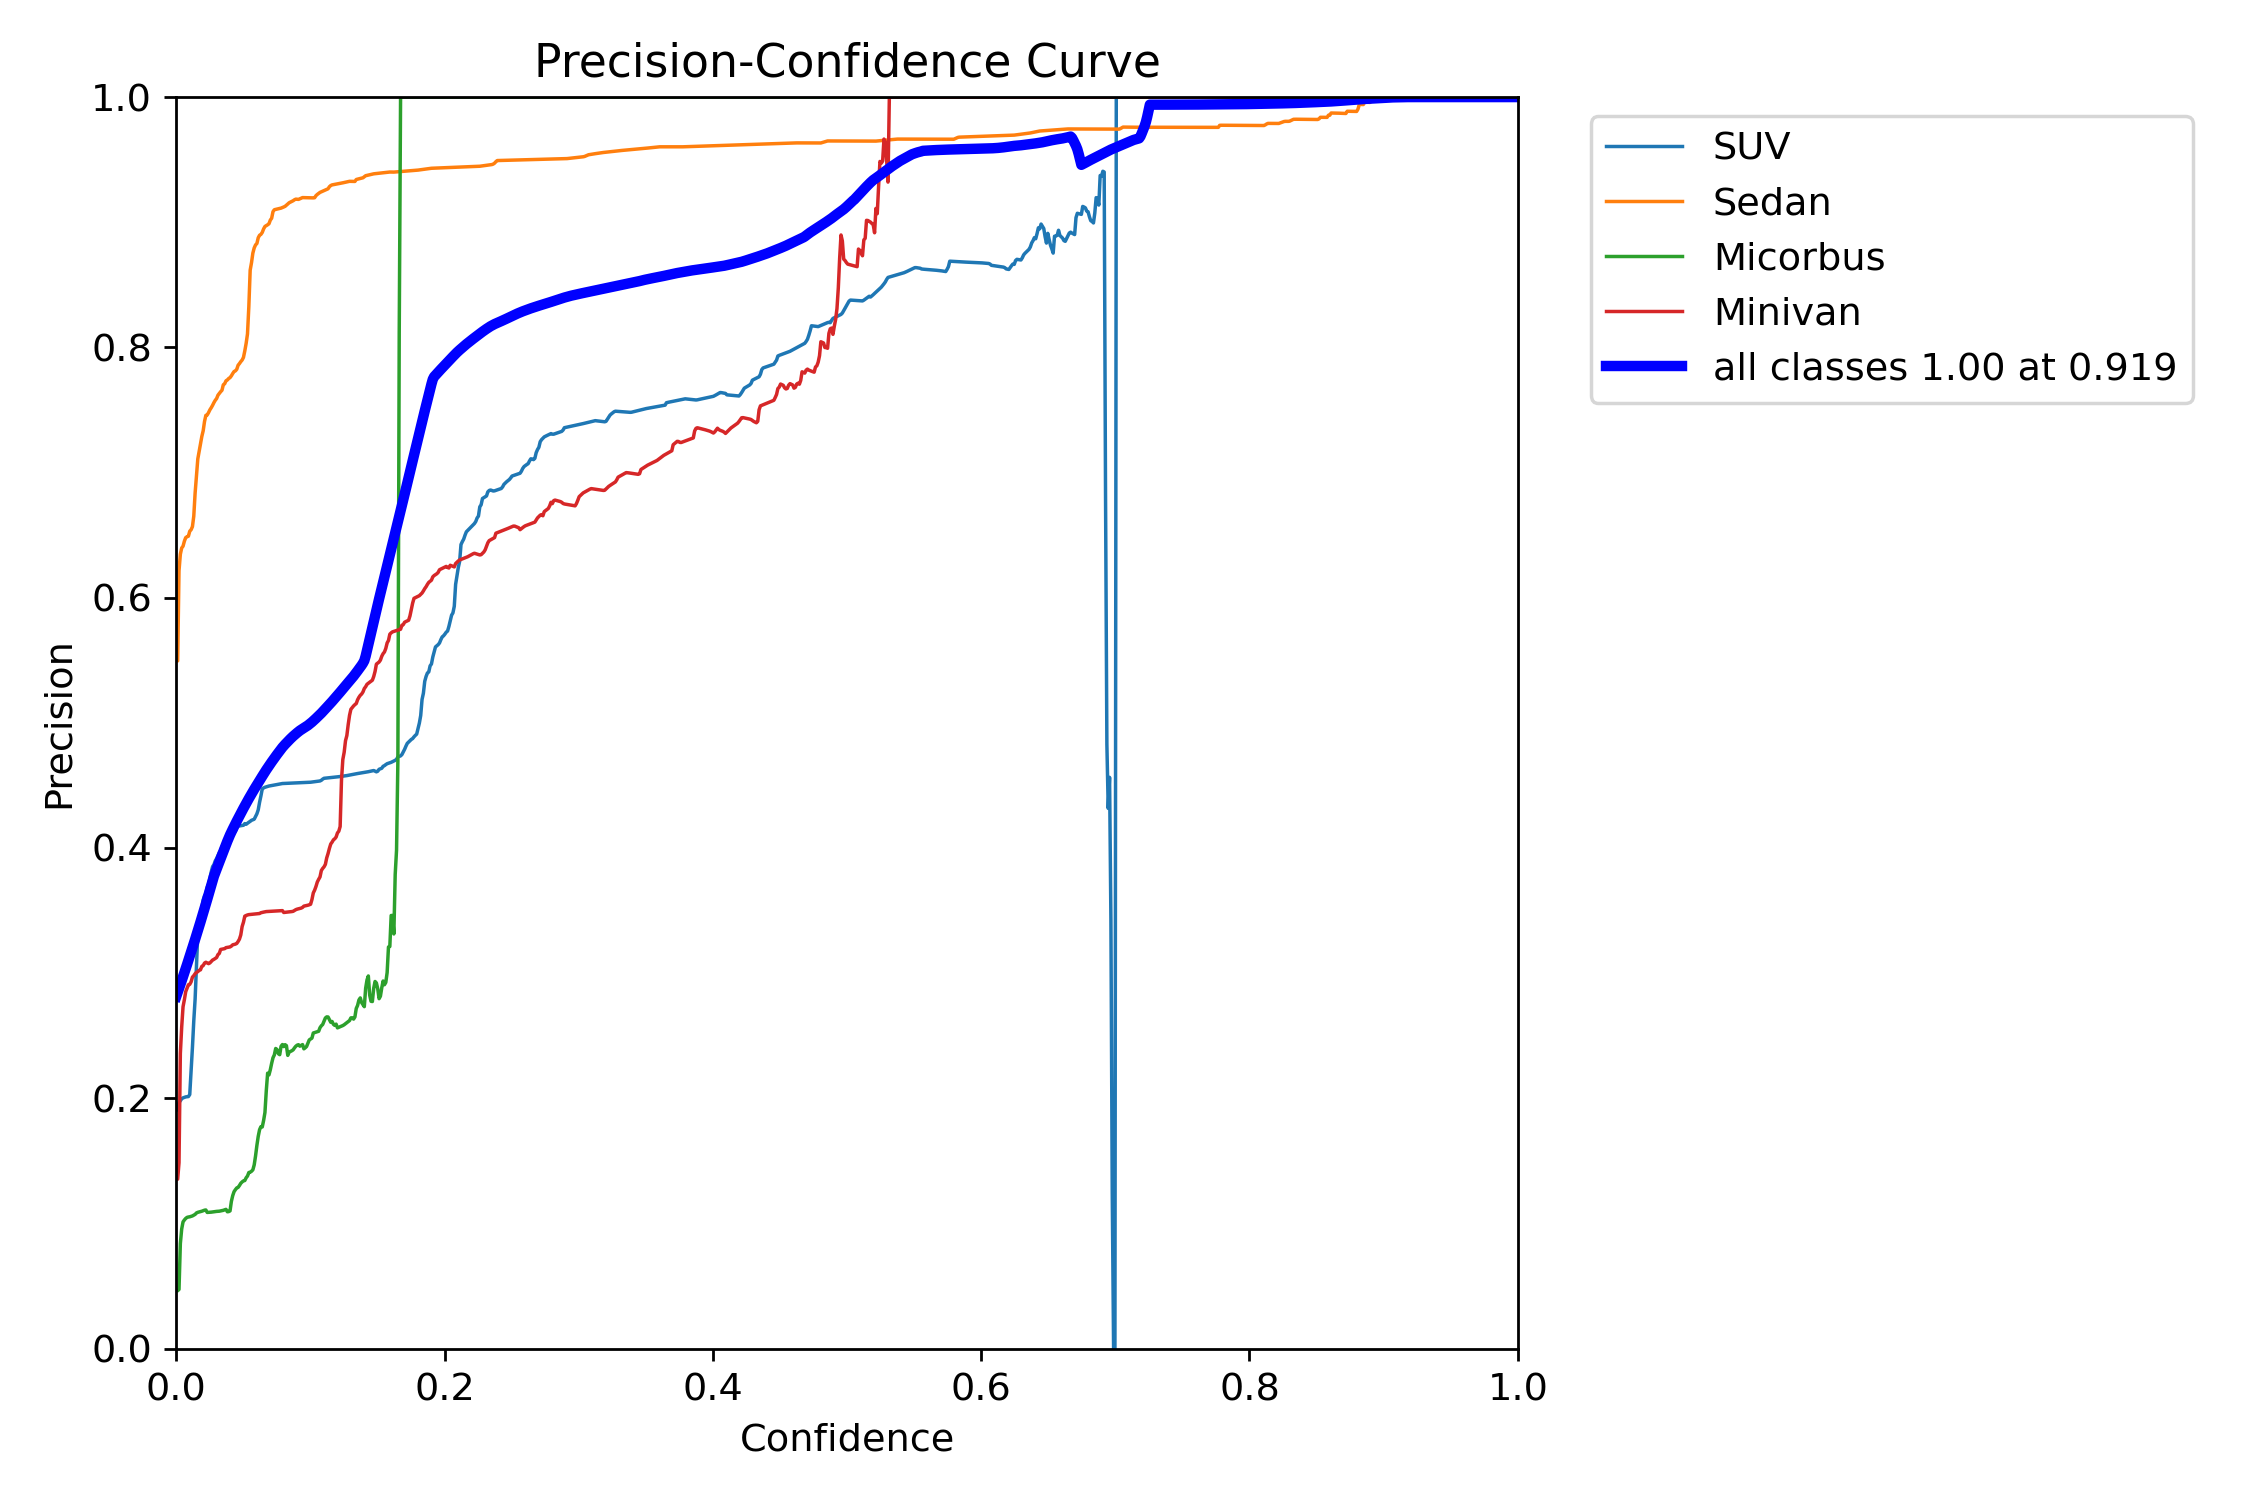 Precision-Confidence Curve
1.0
0.8
0.6
0.4
0.2
0.0
Precision
0.0 0.2 0.4 0.6 0.8 1.0
Confidence
SUV
Sedan
Micorbus
Minivan
all classes 1.00 at 0.919